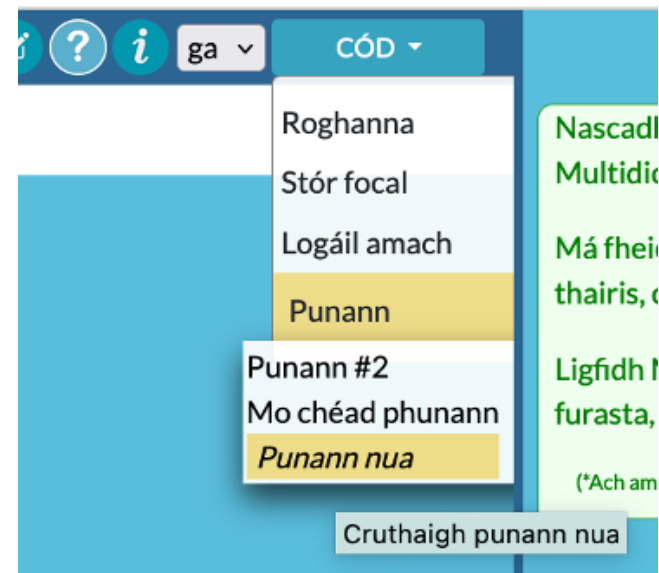 ? i ga CÓD
Roghanna
Stór focal
Logáil amach
Punann
Punann #2
Mo chéad phunann
Punann nua
Cruthaigh punann nua
Nascadh
Multidic
Má fheic
thairis, c
Ligfidh N
furasta,
(*Ach am